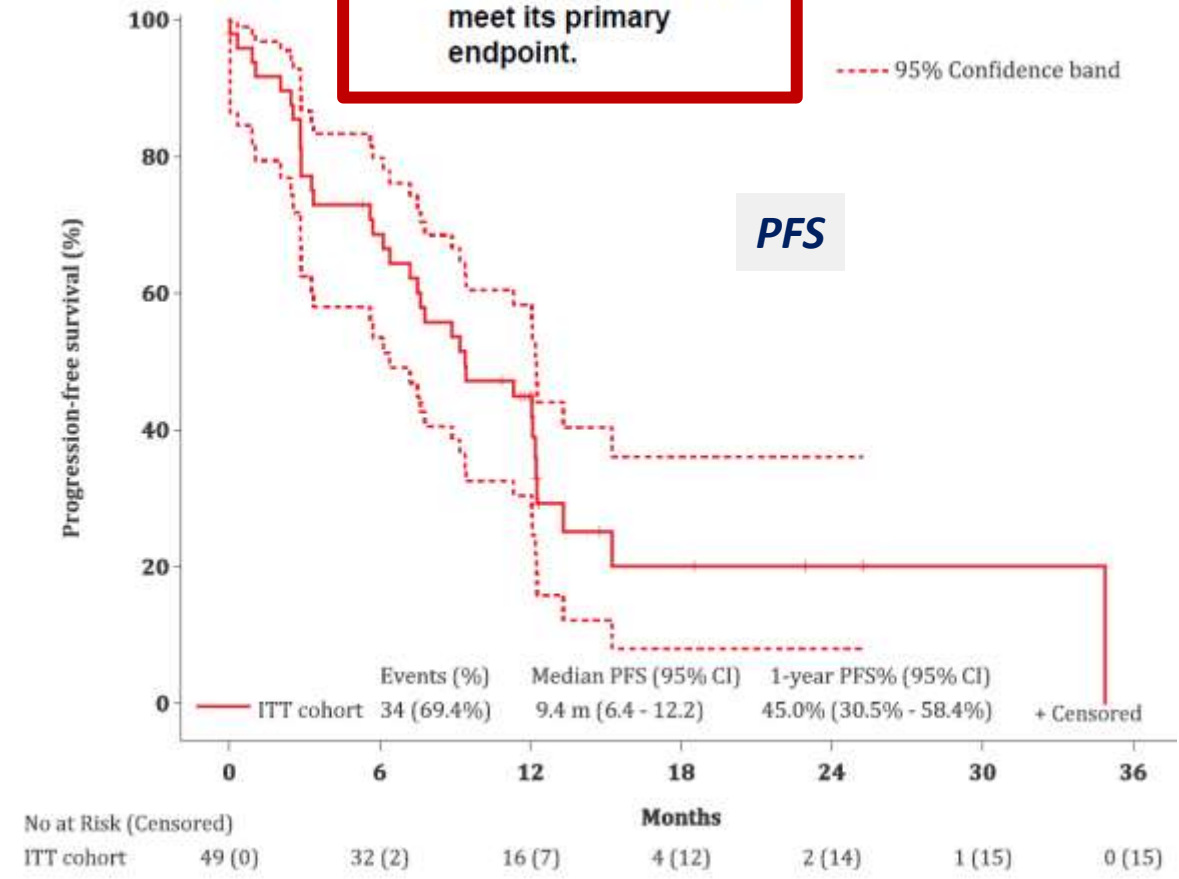 meet its primary
endpoint.
95% Confidence band
PFS
Progression-free survival (%)
100
80
60
40
20
0
Events (%) Median PFS (95% CI) 1-year PFS% (95% CI)
ITT cohort 34 (69.4%) 9.4 m (6.4 - 12.2) 45.0% (30.5% - 58.4%) + Censored
0 6 12 18 24 30 36
Months
No at Risk (Censored)
ITT cohort 49 (0) 32 (2) 16 (7) 4 (12) 2 (14) 1 (15) 0 (15)